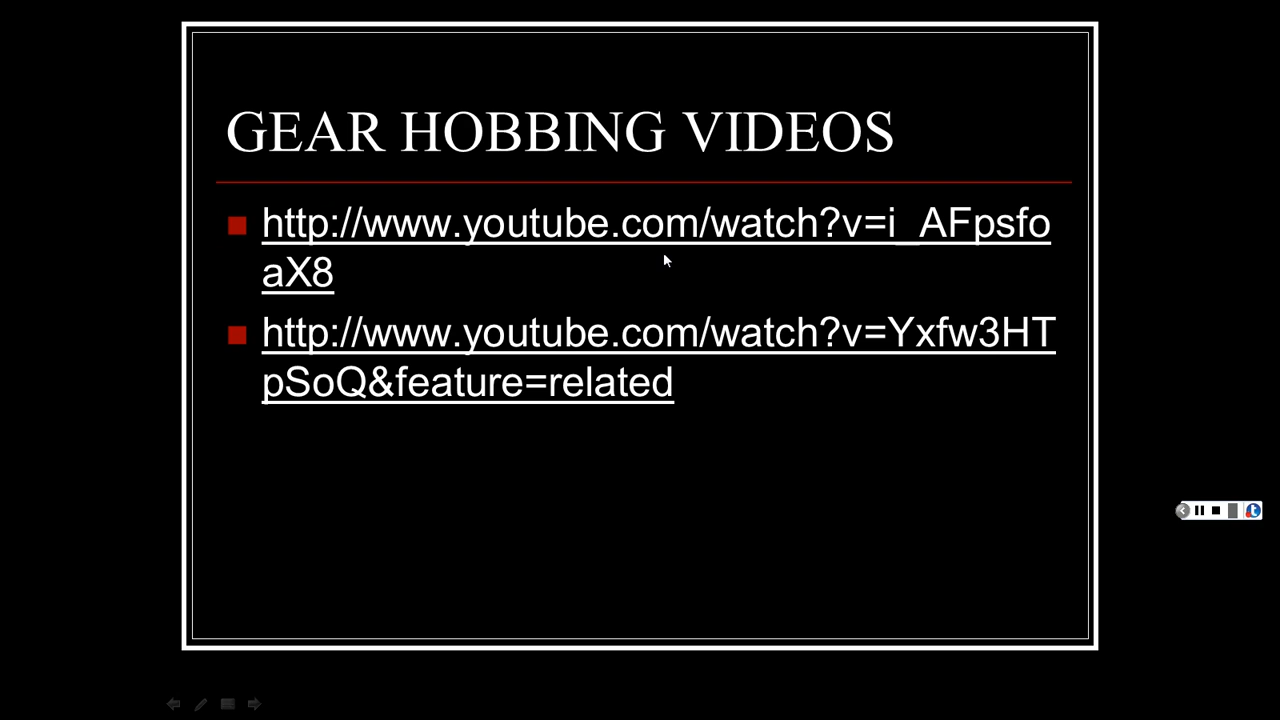 GEAR HOBBING VIDEOS
http://www.youtube.com/watch?v=i_AFpsfo
aX8
http://www.youtube.com/watch?v=Yxfw3HT
pSoQ&feature=related